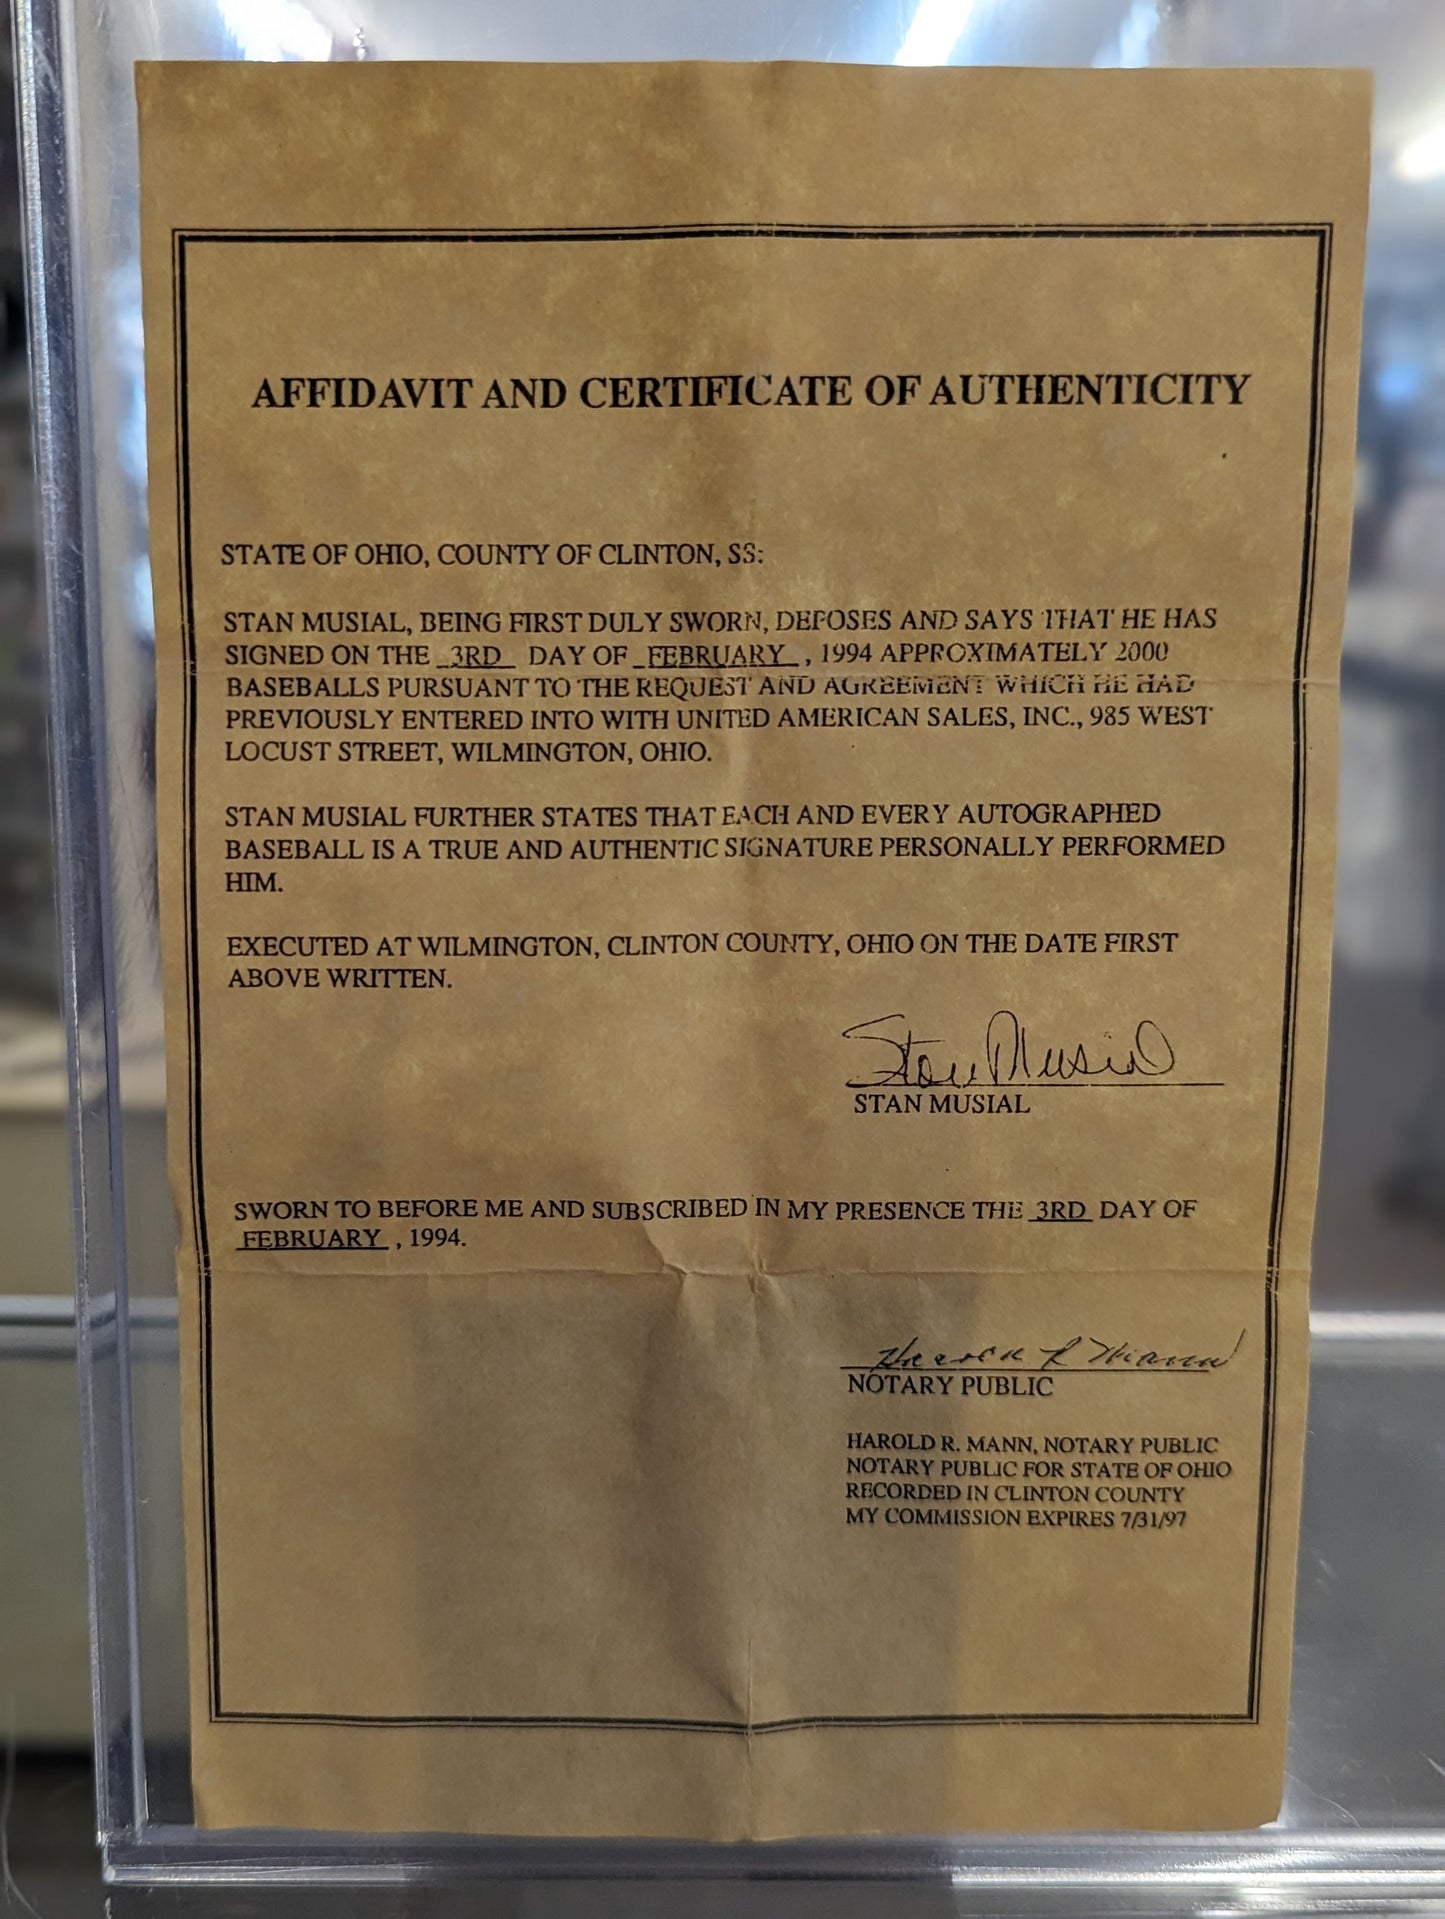 AFFIDAVIT AND CERTIFICATE OF AUTHENTICITY
STATE OF OHIO, COUNTY OF CLINTON, SS:
STAN MUSIAL, BEING FIRST DULY SWORN, DEPOSES AND SAYS THAT HE HAS
SIGNED ON THE 3RD DAY OF FEBRUARY , 1994 APPROXIMATELY 2000
BASEBALLS PURSUANT TO THE REQUEST AND AGREEMENT WHICH HE HAD
PREVIOUSLY ENTERED INTO WITH UNITED AMERICAN SALES, INC., 985 WEST
LOCUST STREET, WILMINGTON, OHIO.
STAN MUSIAL FURTHER STATES THAT EACH AND EVERY AUTOGRAPHED
BASEBALL IS A TRUE AND AUTHENTIC SIGNATURE PERSONALLY PERFORMED
HIM.
EXECUTED AT WILMINGTON, CLINTON COUNTY, OHIO ON THE DATE FIRST
ABOVE WRITTEN.
Stan Musial
STAN MUSIAL
SWORN TO BEFORE ME AND SUBSCRIBED IN MY PRESENCE THE 3RD DAY OF
FEBRUARY , 1994.
Harold R Mann
NOTARY PUBLIC
HAROLD R. MANN, NOTARY PUBLIC
NOTARY PUBLIC FOR STATE OF OHIO
RECORDED IN CLINTON COUNTY
MY COMMISSION EXPIRES 7/31/97